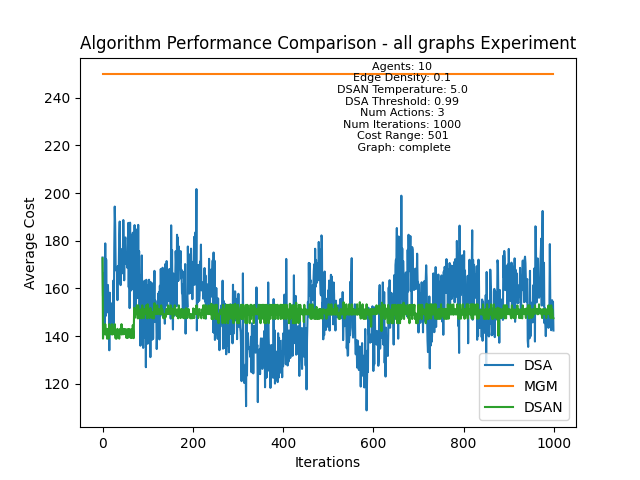 Algorithm Performance Comparison - all graphs Experiment
Agents: 10
Edge Density: 0.1
DSAN Temperature: 5.0
DSA Threshold: 0.99
Num Actions: 3
Num Iterations: 1000
Cost Range: 501
Graph: complete
Average Cost
240
220
200
180
160
140
120
DSA
MGM
DSAN
0
200
400
600
800
1000
Iterations